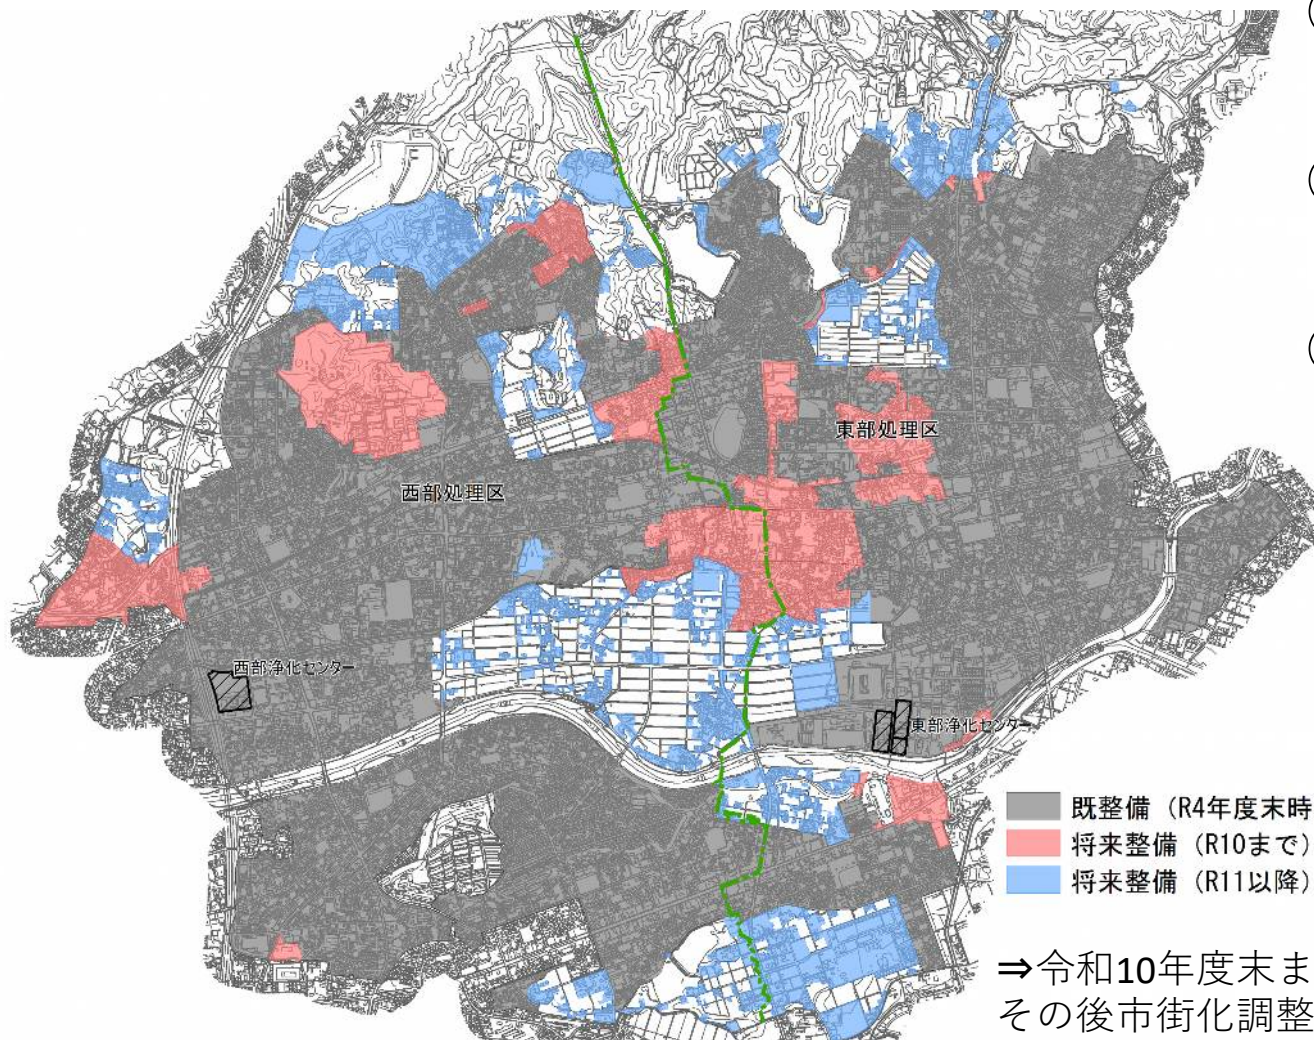 東部処理区
西部処理区
西部浄化センター
東部浄化センター
既整備（R4年度末時
将来整備（R10まで）
将来整備（R11以降）
⇒令和10年度末ま
その後市街化調整